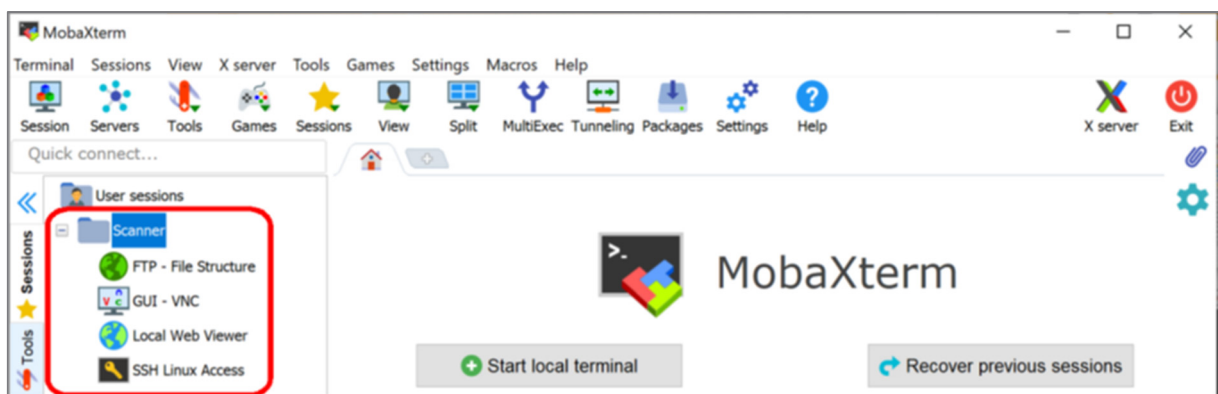 MobaXterm
Terminal Sessions View X server Tools Games Settings Macros Help
Session Servers Tools Games Sessions View Split MultiExec Tunneling Packages Settings Help X server Exit
Quick connect...
User sessions
Scanner
FTP - File Structure
GUI - VNC
Local Web Viewer
SSH Linux Access
Sessions
Tools
>_
MobaXterm
Start local terminal
Recover previous sessions